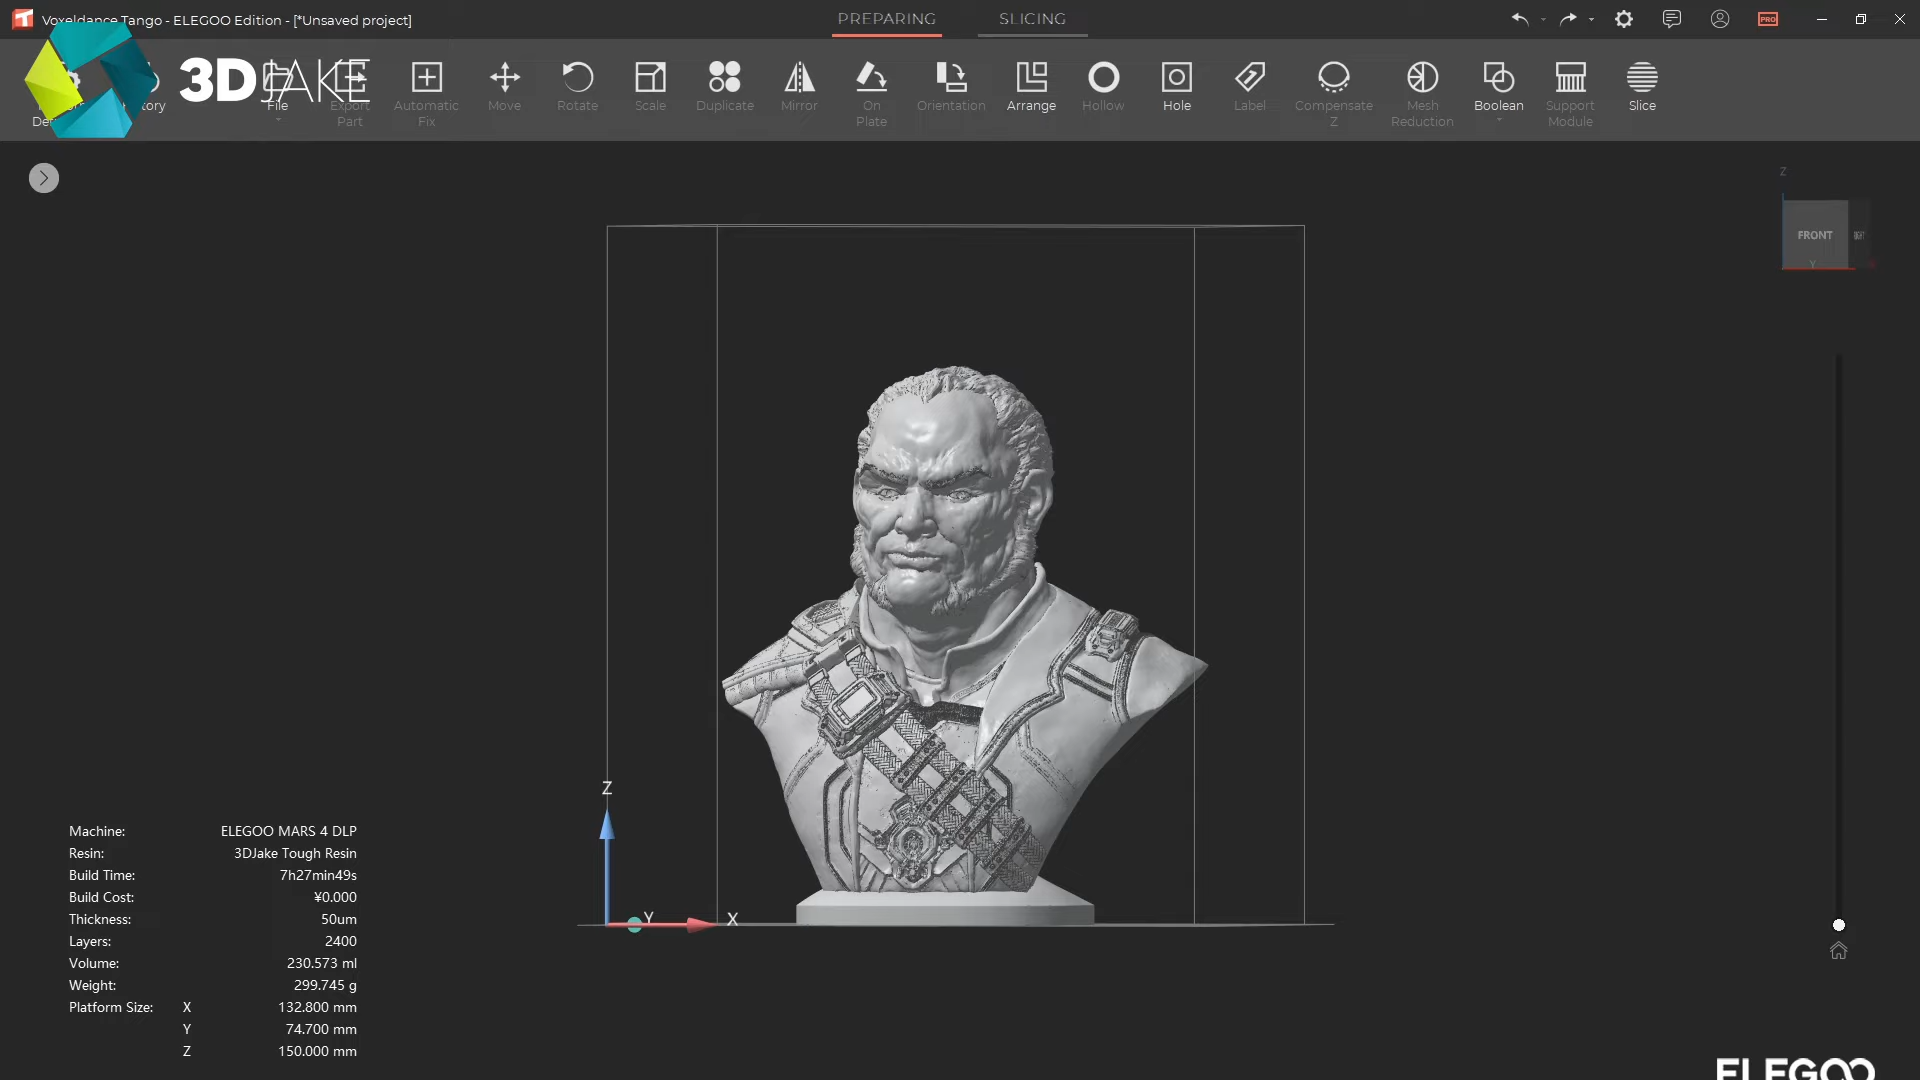 Voxeldance Tango - ELEGOO Edition - [*Unsaved project]
PREPARING
SLICING
PRO
3DJAKE
File
Export Part
Automatic Fix
Move
Rotate
Scale
Duplicate
Mirror
On Plate
Orientation
Arrange
Hollow
Hole
Label
Compensate Z
Mesh Reduction
Boolean
Support Module
Slice
Z
FRONT
Y
Z
Y
X
Machine: ELEGOO MARS 4 DLP
Resin: 3DJake Tough Resin
Build Time: 7h27min49s
Build Cost: ¥0.000
Thickness: 50um
Layers: 2400
Volume: 230.573 ml
Weight: 299.745 g
Platform Size: X 132.800 mm
Y 74.700 mm
Z 150.000 mm
ELEGOO